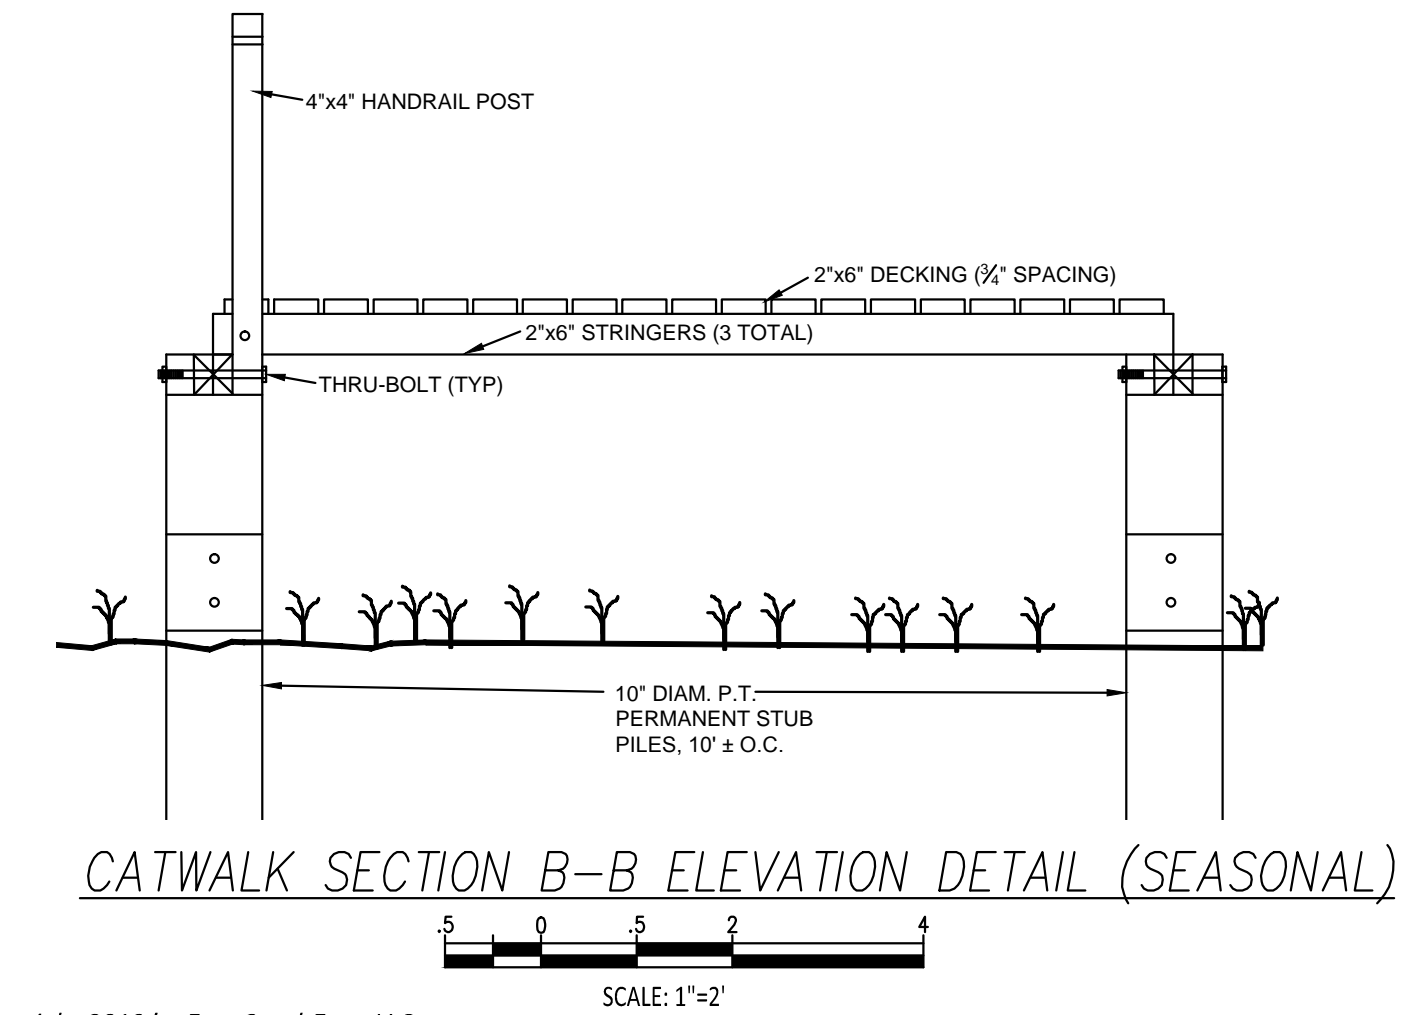 4"x4" HANDRAIL POST
2"x6" DECKING (¾" SPACING)
2"x6" STRINGERS (3 TOTAL)
THRU-BOLT (TYP)
10" DIAM. P.T.
PERMANENT STUB
PILES, 10' ± O.C.
CATWALK SECTION B-B ELEVATION DETAIL (SEASONAL)
.5 0 .5 2 4
SCALE: 1"=2'